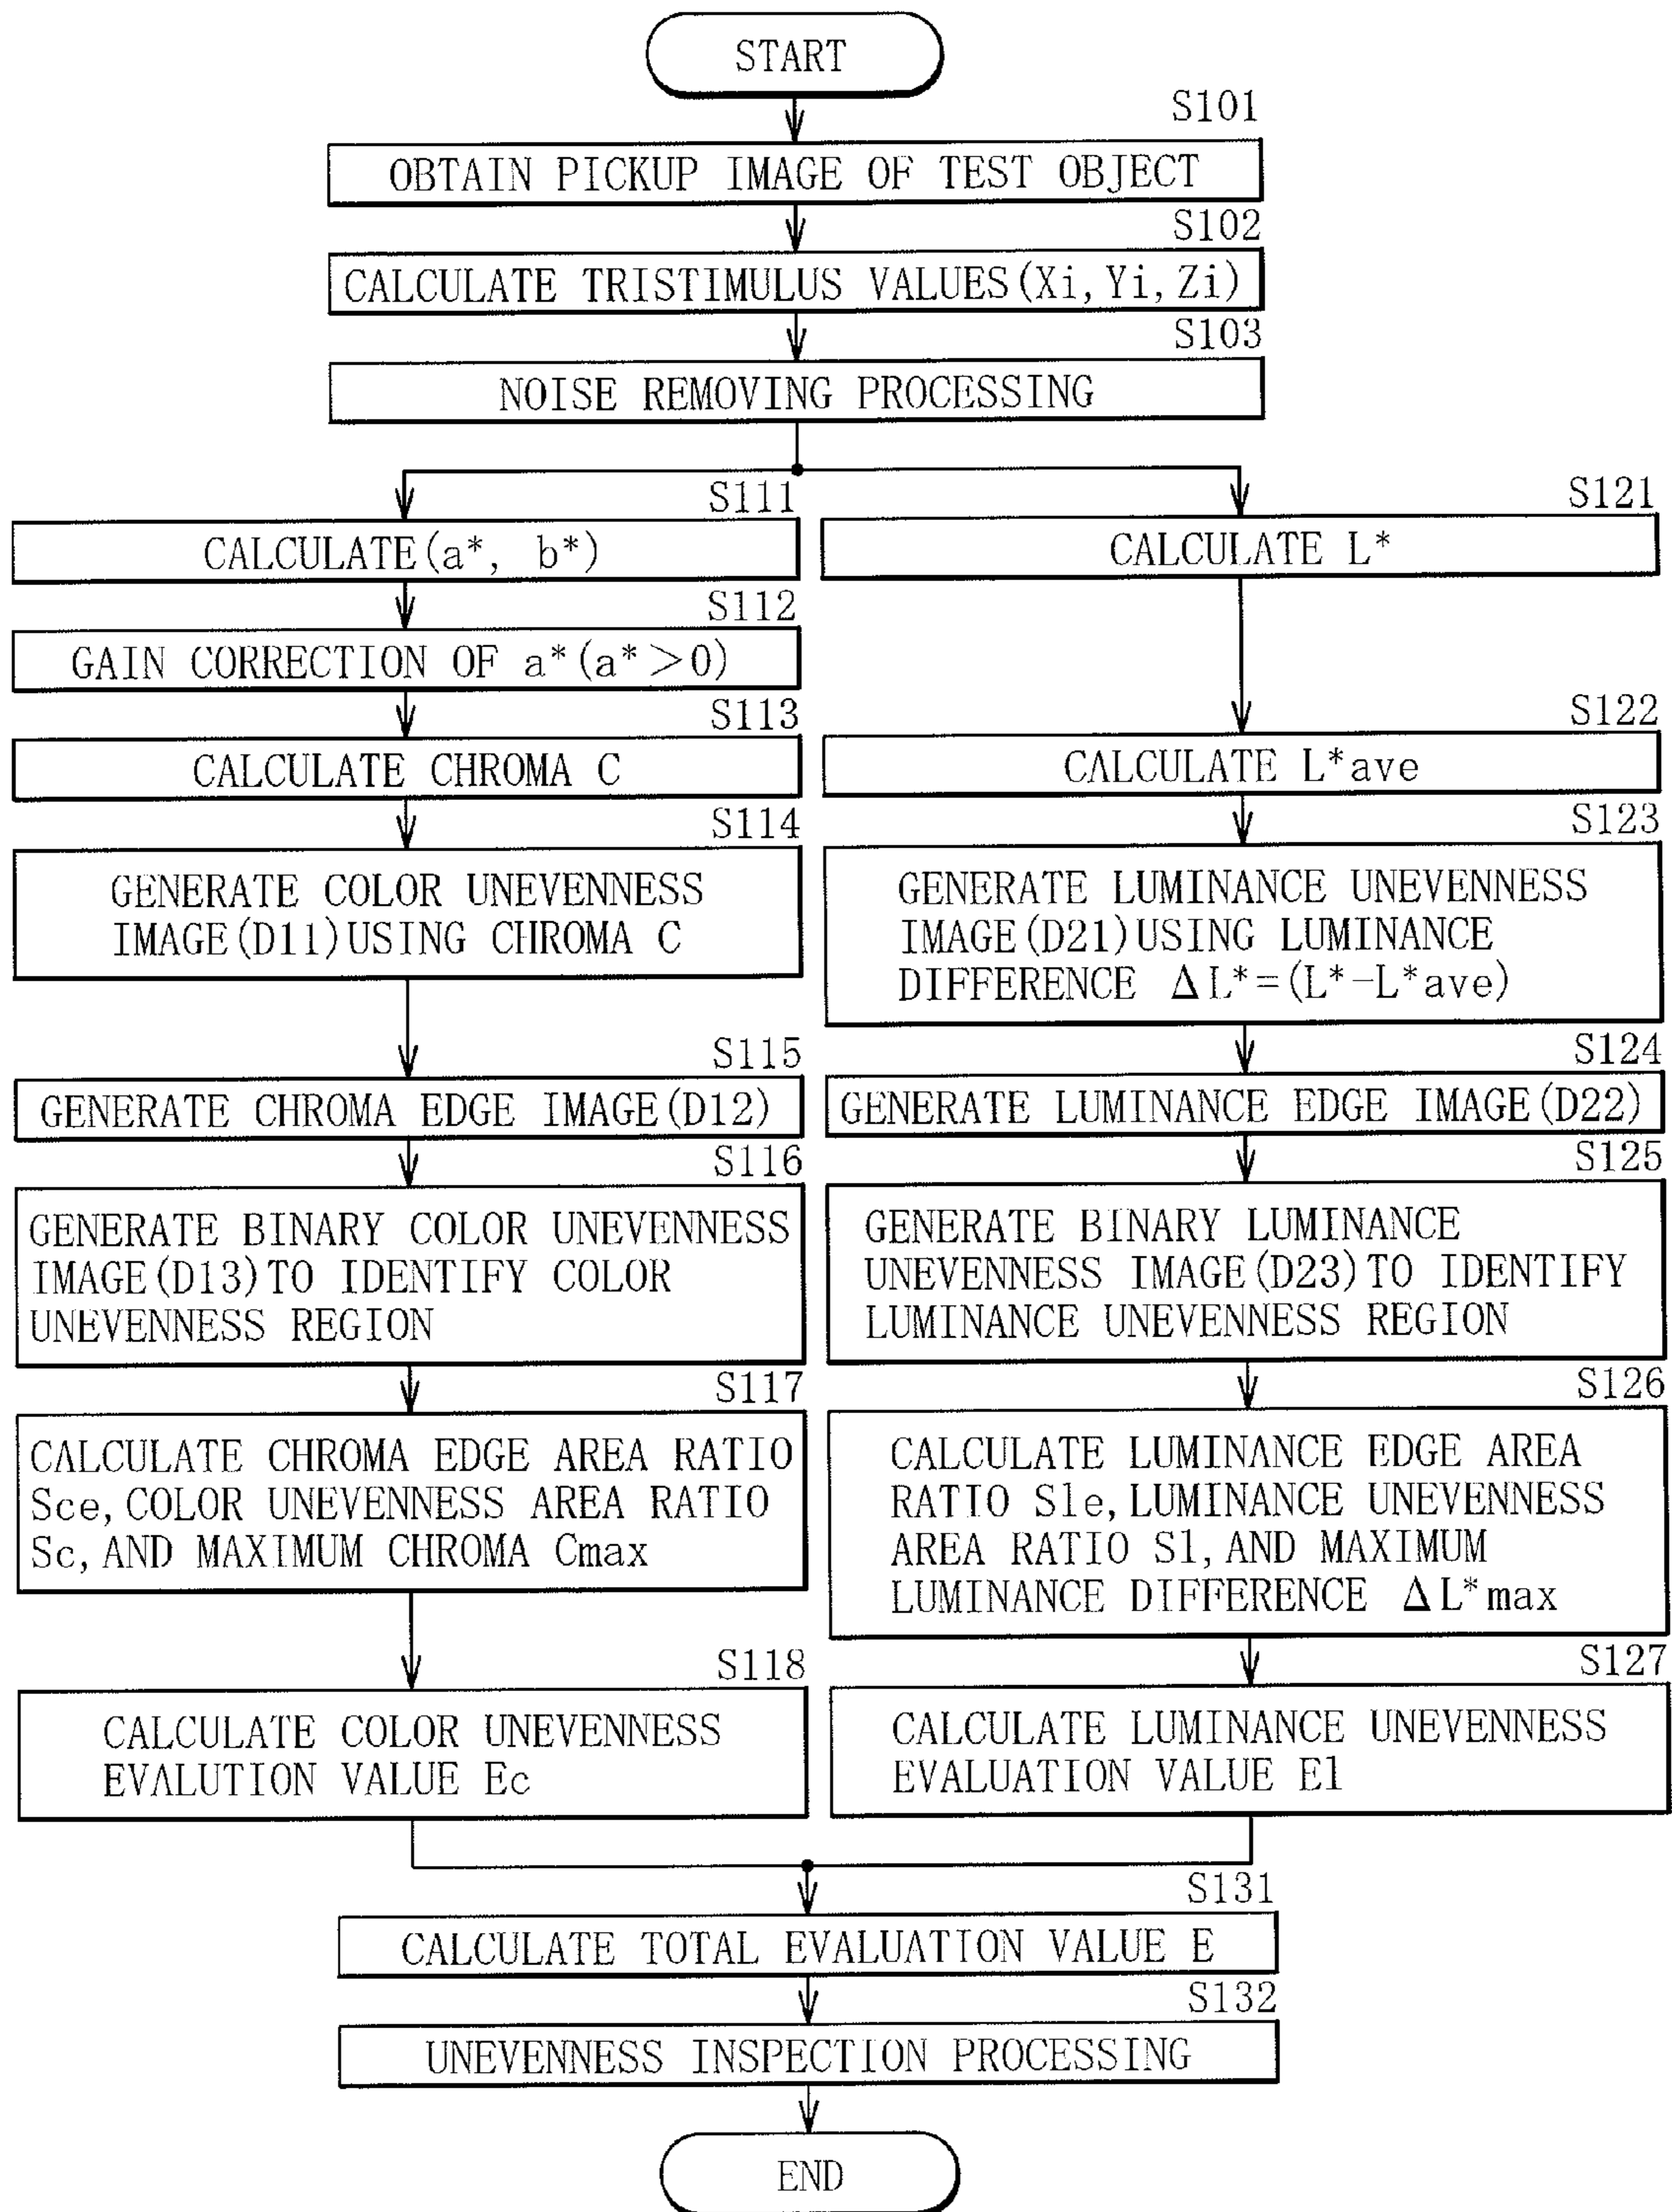 START
S101
OBTAIN PICKUP IMAGE OF TEST OBJECT
S102
CALCULATE TRISTIMULUS VALUES(Xi, Yi, Zi)
S103
NOISE REMOVING PROCESSING
S111
CALCULATE(a*, b*)
S112
GAIN CORRECTION OF a*(a*>0)
S113
CALCULATE CHROMA C
S114
GENERATE COLOR UNEVENNESS
IMAGE(D11)USING CHROMA C
S115
GENERATE CHROMA EDGE IMAGE(D12)
S116
GENERATE BINARY COLOR UNEVENNESS
IMAGE(D13)TO IDENTIFY COLOR
UNEVENNESS REGION
S117
CALCULATE CHROMA EDGE AREA RATIO
Sce, COLOR UNEVENNESS AREA RATIO
Sc, AND MAXIMUM CHROMA Cmax
S118
CALCULATE COLOR UNEVENNESS
EVALUTION VALUE Ec
S121
CALCULATE L*
S122
CALCULATE L*ave
S123
GENERATE LUMINANCE UNEVENNESS
IMAGE(D21)USING LUMINANCE
DIFFERENCE ΔL*=(L*-L*ave)
S124
GENERATE LUMINANCE EDGE IMAGE(D22)
S125
GENERATE BINARY LUMINANCE
UNEVENNESS IMAGE(D23)TO IDENTIFY
LUMINANCE UNEVENNESS REGION
S126
CALCULATE LUMINANCE EDGE AREA
RATIO Sle, LUMINANCE UNEVENNESS
AREA RATIO Sl, AND MAXIMUM
LUMINANCE DIFFERENCE ΔL*max
S127
CALCULATE LUMINANCE UNEVENNESS
EVALUATION VALUE El
S131
CALCULATE TOTAL EVALUATION VALUE E
S132
UNEVENNESS INSPECTION PROCESSING
END